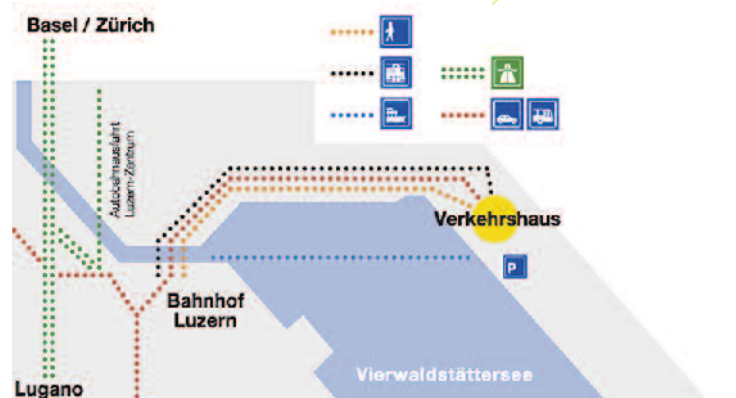 Basel / Zürich
Autobahnausfahrt
Luzern-Zentrum
Verkehrshaus
P
Bahnhof
Luzern
Vierwaldstättersee
Lugano